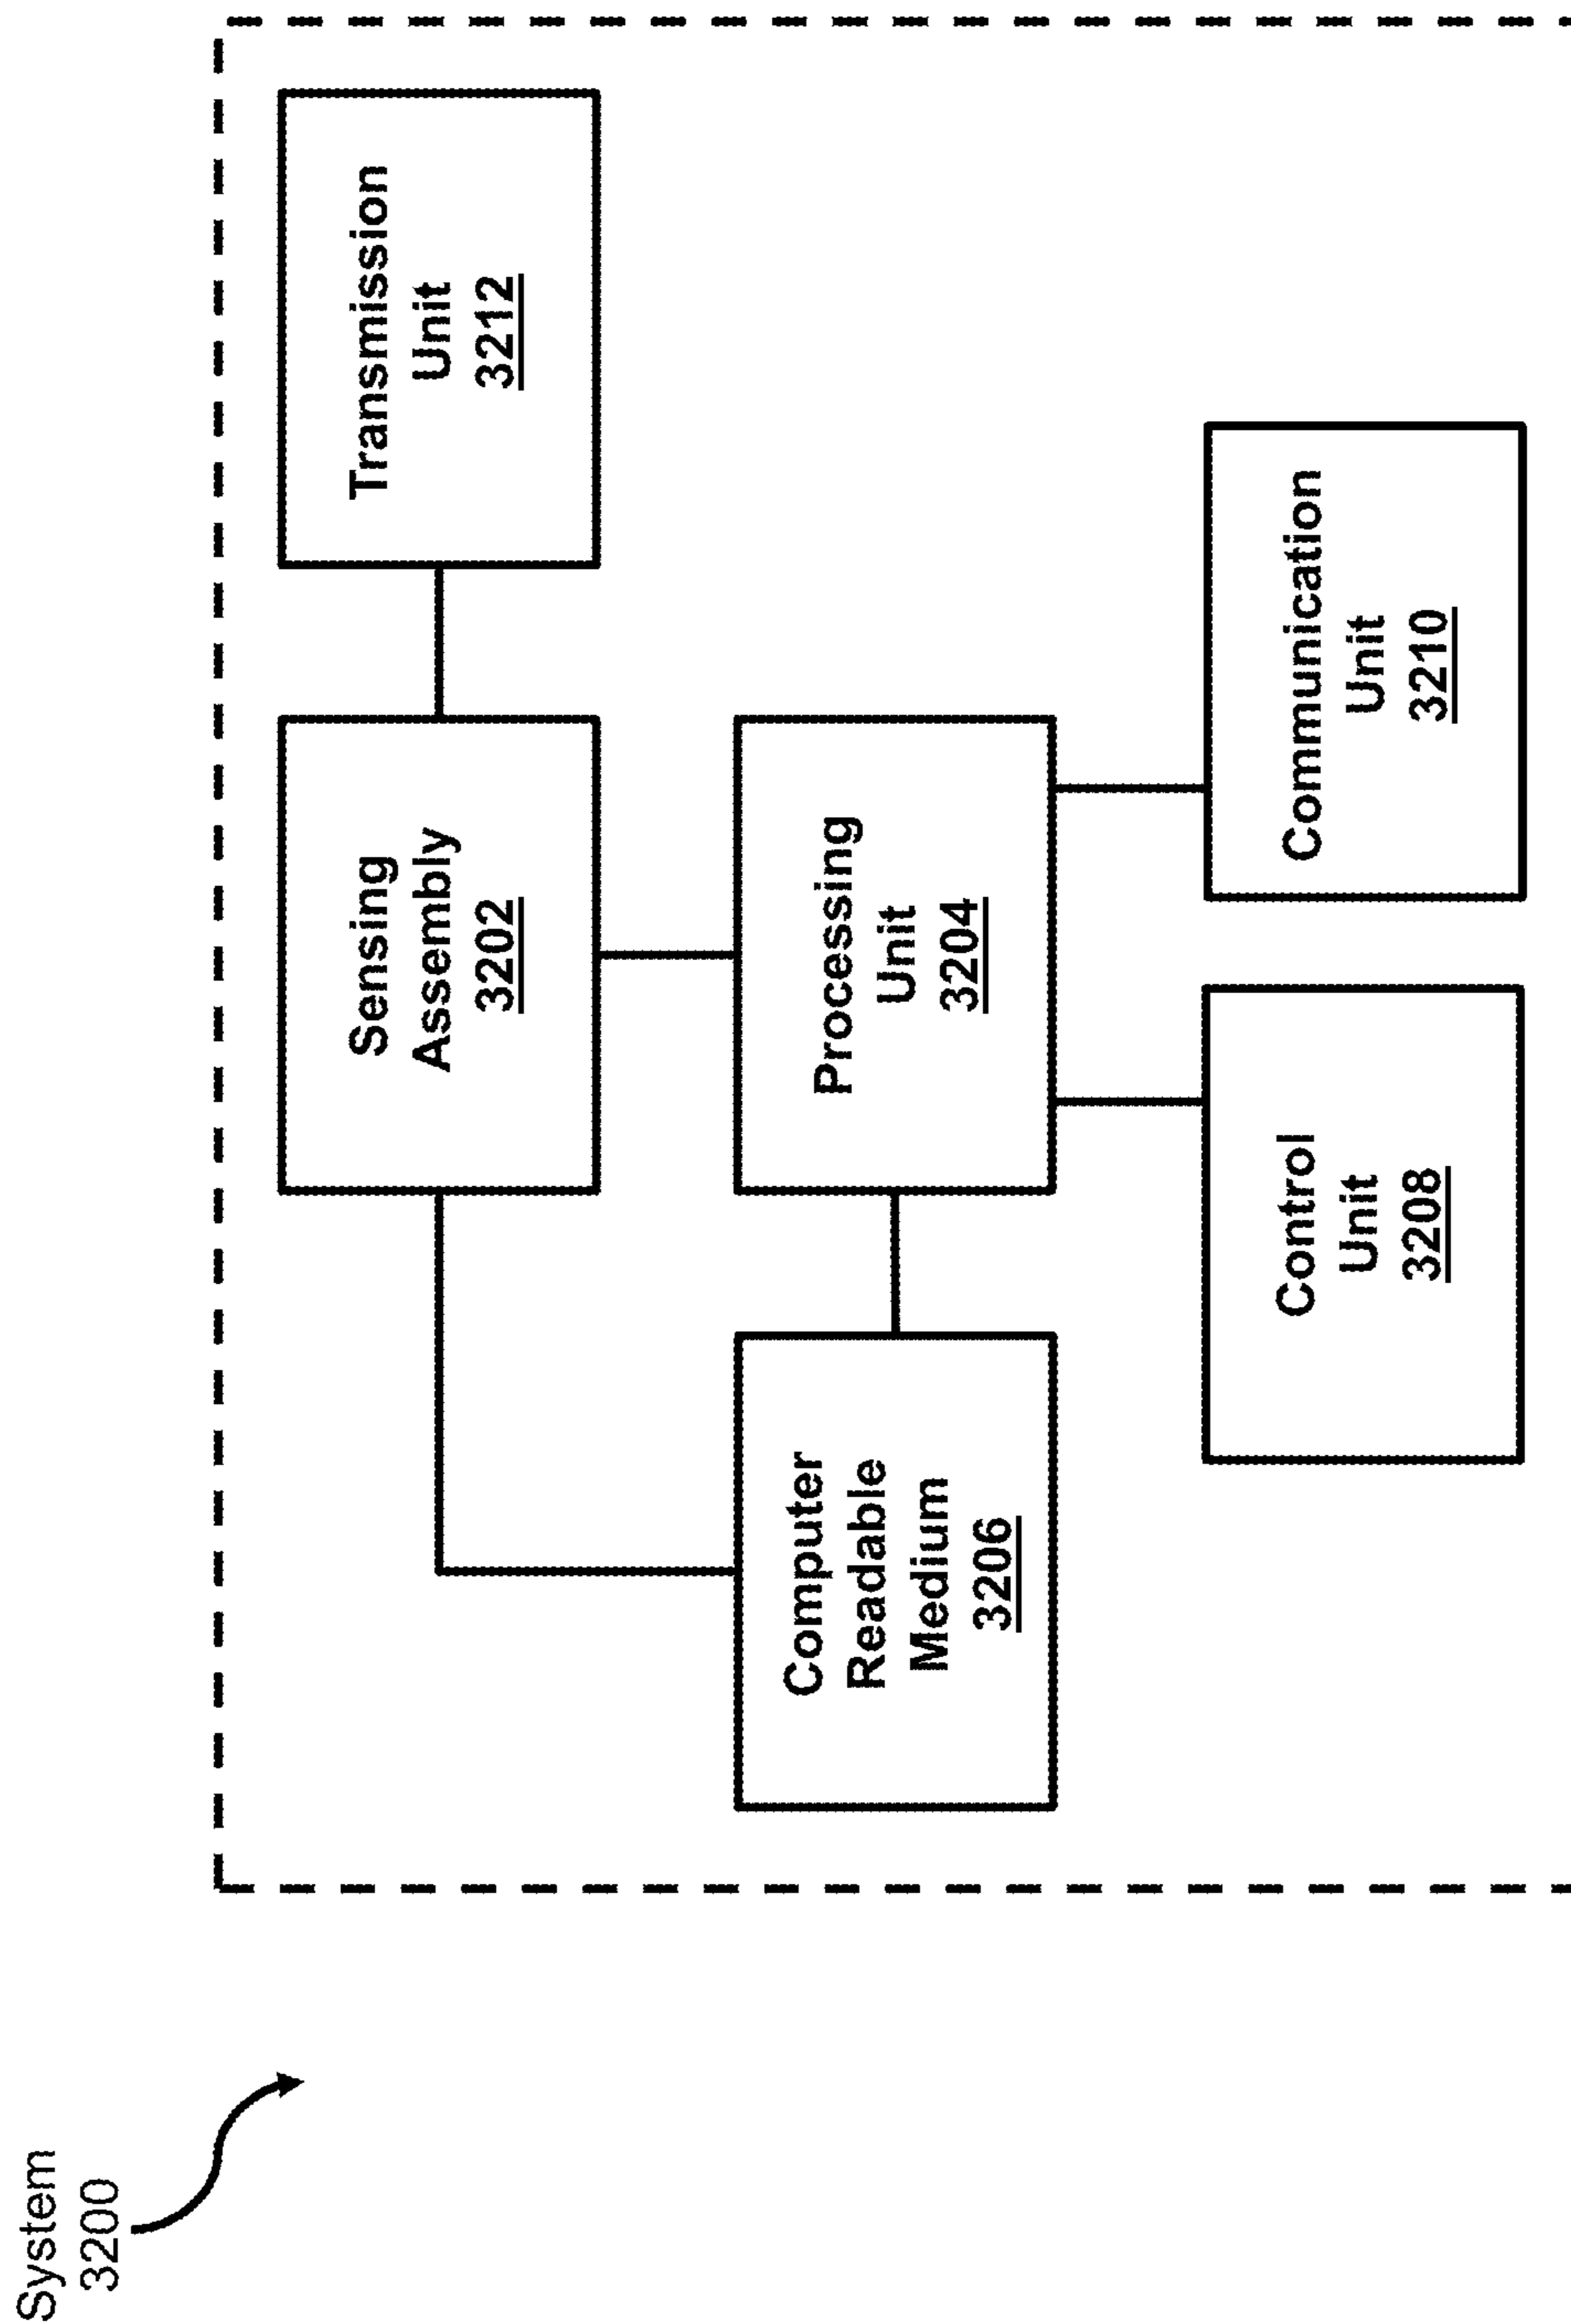 System
3200
Sensing
Assembly
3202
Transmission
Unit
3212
Computer
Readable
Medium
3206
Processing
Unit
3204
Control
Unit
3208
Communication
Unit
3210